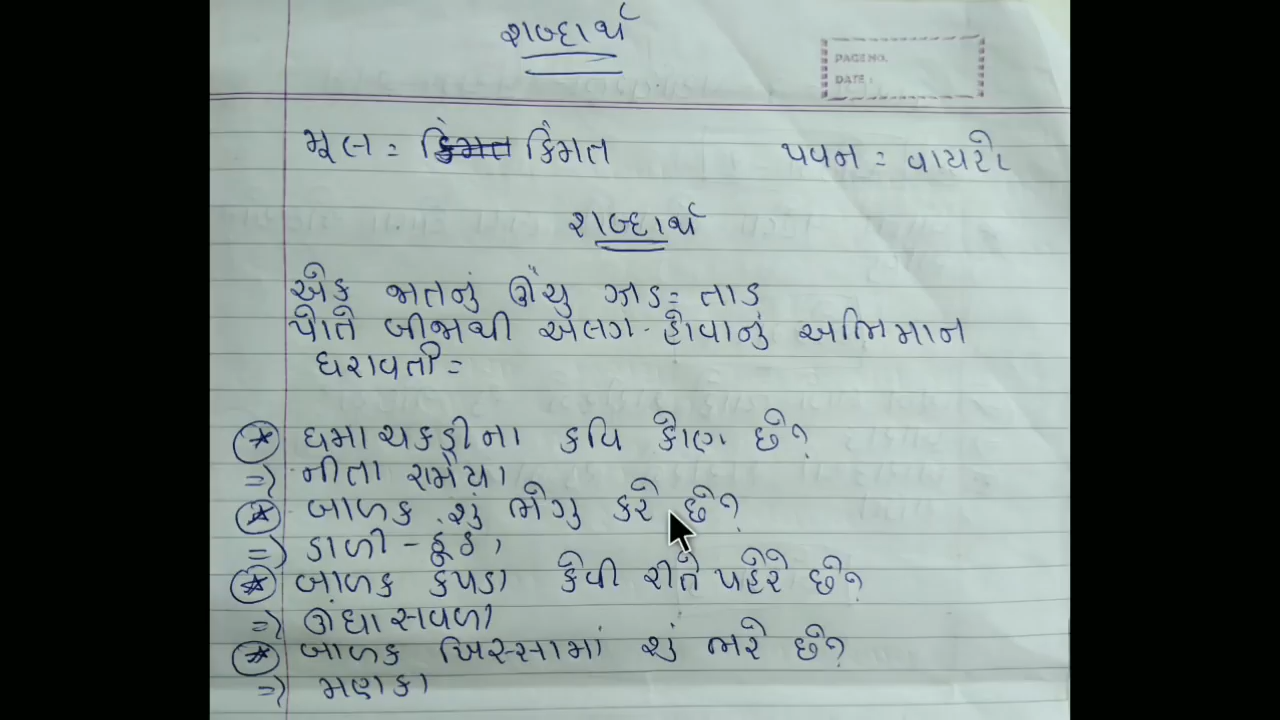 શબ્દાર્થ
PAGE NO.
DATE :
મૂલ = કિંમત કિંમત પવન = વાયરો
શબ્દાર્થ
એક જાતનું ઊંચુ ઝાડ = તાડ
પોતે બીજાથી અલગ હોવાનું અભિમાન
ધરાવતી =
ધમાચકડીના કવિ કોણ છે?
=) નીતા રામૈયા
બાળક શું ભેગુ કરે છે?
=) ડાળી - ઠૂંઠા
બાળક કપડા કેવી રીતે પહેરે છે?
=) ઊંધા સવળા
બાળક ખિસ્સામાં શું ભરે છે?
=) મણકા